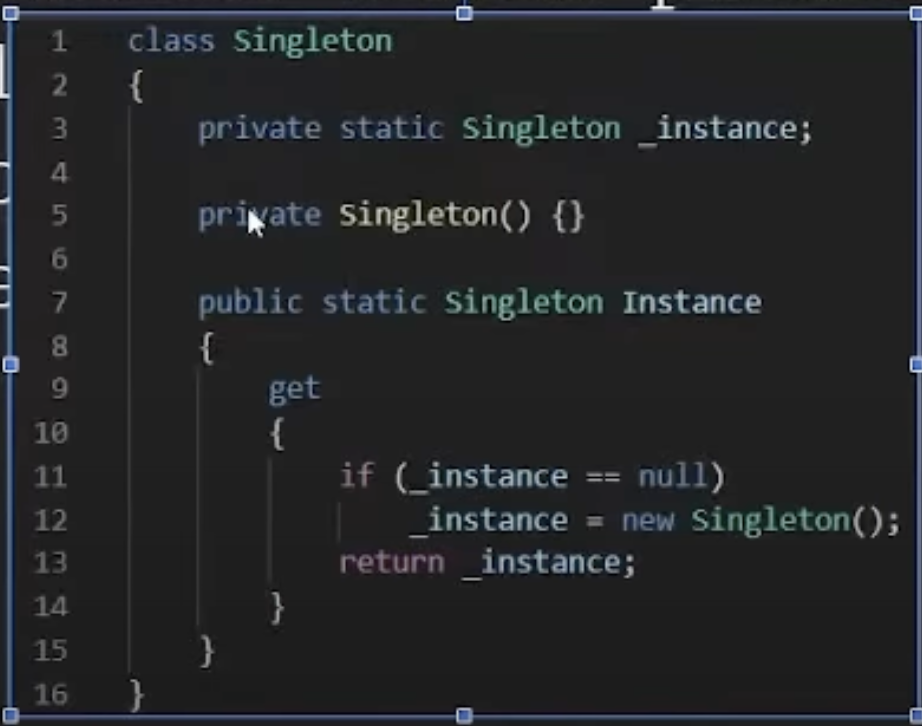 1 class Singleton
2 {
3 private static Singleton _instance;
4
5 private Singleton() {}
6
7 public static Singleton Instance
8 {
9 get
10 {
11 if (_instance == null)
12 _instance = new Singleton();
13 return _instance;
14 }
15 }
16 }